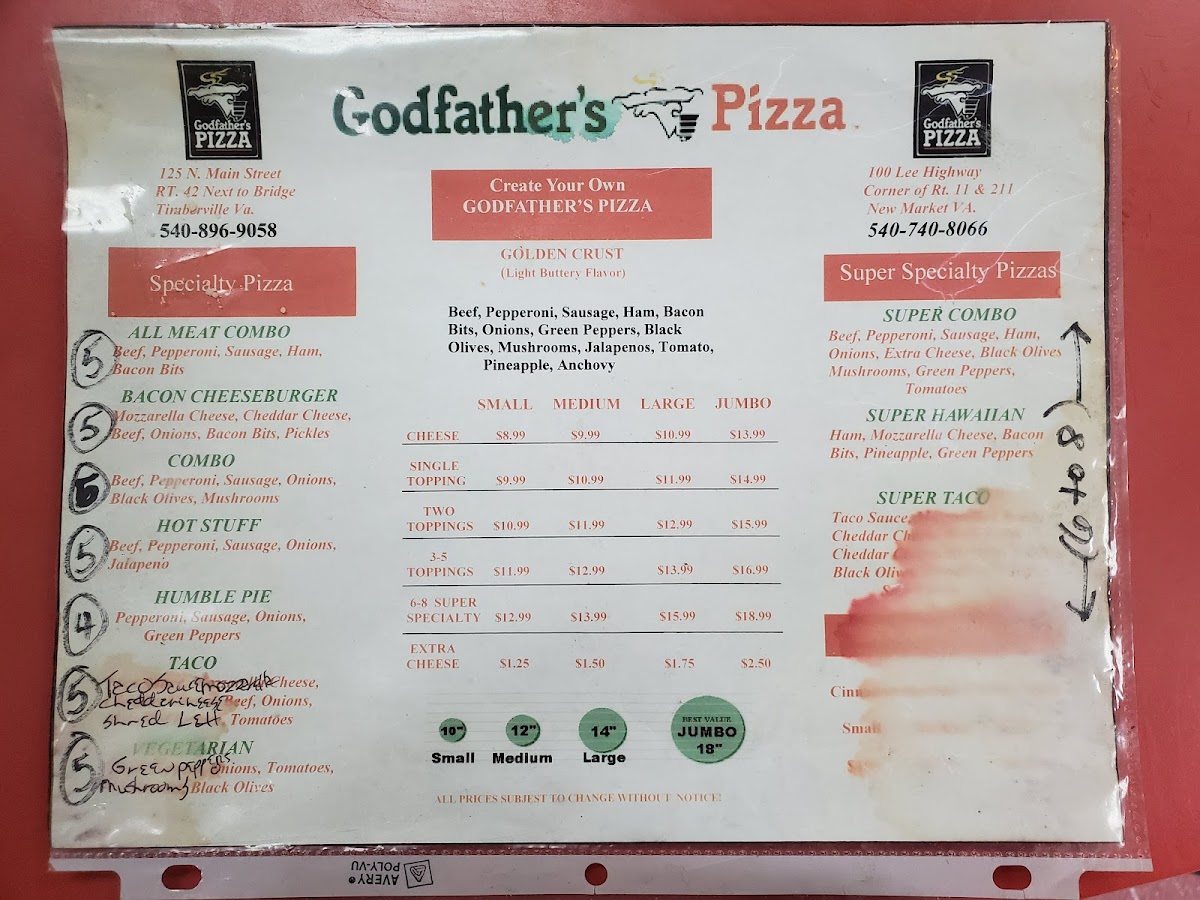 Godfather's Pizza
Godfather's
PIZZA
125 N. Main Street
RT. 42 Next to Bridge
Timberville Va.
540-896-9058
Godfather's
PIZZA
100 Lee Highway
Corner of Rt. 11 & 211
New Market VA.
540-740-8066
Specialty Pizza
5
ALL MEAT COMBO
Beef, Pepperoni, Sausage, Ham,
Bacon Bits
5
BACON CHEESEBURGER
Mozzarella Cheese, Cheddar Cheese,
Beef, Onions, Bacon Bits, Pickles
5
COMBO
Beef, Pepperoni, Sausage, Onions,
Black Olives, Mushrooms
5
HOT STUFF
Beef, Pepperoni, Sausage, Onions,
Jalapeno
4
HUMBLE PIE
Pepperoni, Sausage, Onions,
Green Peppers
5
TACO
Taco Cheese,
Beef, Onions,
Shred Lett Tomatoes
5
VEGETARIAN
Green peppers Onions, Tomatoes,
Mushrooms Black Olives
Create Your Own
GODFATHER'S PIZZA
GOLDEN CRUST
(Light Buttery Flavor)
Beef, Pepperoni, Sausage, Ham, Bacon
Bits, Onions, Green Peppers, Black
Olives, Mushrooms, Jalapenos, Tomato,
Pineapple, Anchovy
SMALL MEDIUM LARGE JUMBO
CHEESE $8.99 $9.99 $10.99 $13.99
SINGLE
TOPPING $9.99 $10.99 $11.99 $14.99
TWO
TOPPINGS $10.99 $11.99 $12.99 $15.99
3-5
TOPPINGS $11.99 $12.99 $13.99 $16.99
6-8 SUPER
SPECIALTY $12.99 $13.99 $15.99 $18.99
EXTRA
CHEESE $1.25 $1.50 $1.75 $2.50
10" 12" 14" BEST VALUE
JUMBO
18"
Small Medium Large
ALL PRICES SUBJEST TO CHANGE WITHOUT NOTICE!
Super Specialty Pizzas
SUPER COMBO
Beef, Pepperoni, Sausage, Ham,
Onions, Extra Cheese, Black Olives
Mushrooms, Green Peppers,
Tomatoes
SUPER HAWAIIAN
Ham, Mozzarella Cheese, Bacon
Bits, Pineapple, Green Peppers
SUPER TACO
Taco Sauce,
Cheddar
Cheddar
Black
Small
(6 to 8)
AVERY®
POLY-VU